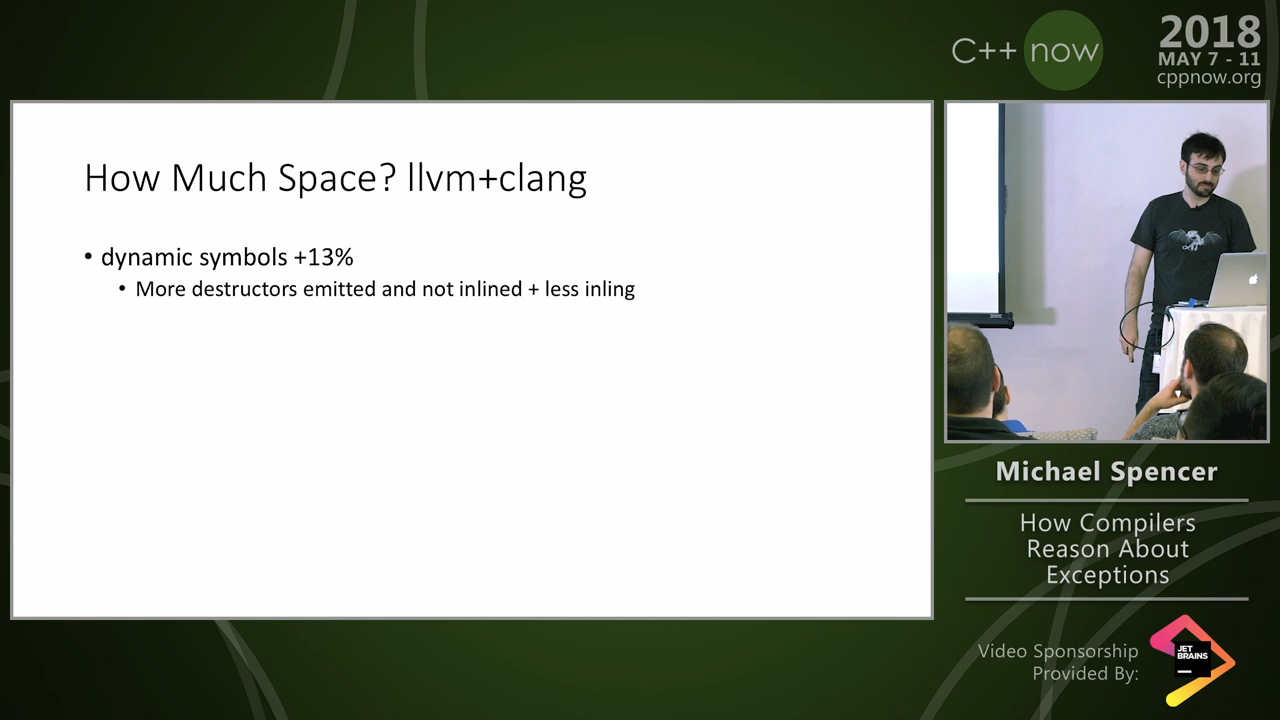 C++ now
2018
MAY 7 - 11
cppnow.org
How Much Space? llvm+clang
• dynamic symbols +13%
• More destructors emitted and not inlined + less inling
Michael Spencer
How Compilers
Reason About
Exceptions
Video Sponsorship
Provided By:
JET
BRAINS